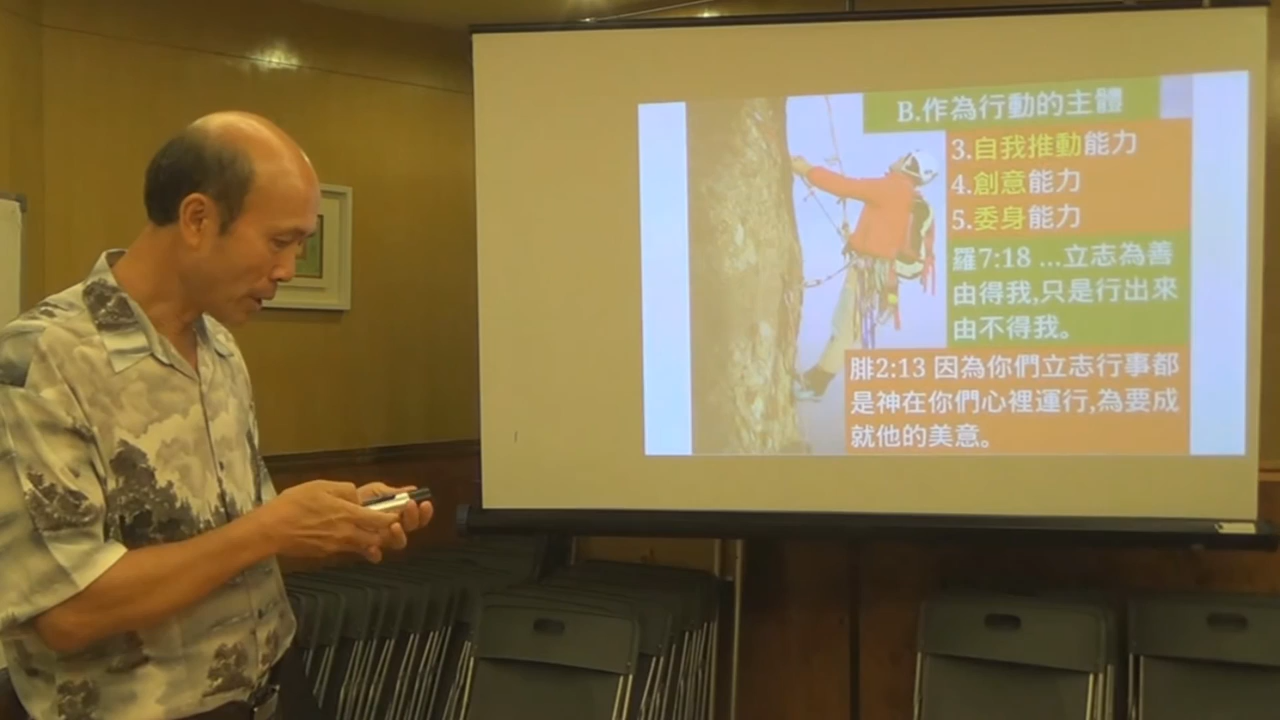 B.作為行動的主體
3.自我推動能力
4.創意能力
5.委身能力
羅7:18 ...立志為善
由得我,只是行出來
由不得我。
腓2:13 因為你們立志行事都
是神在你們心裡運行,為要成
就他的美意。